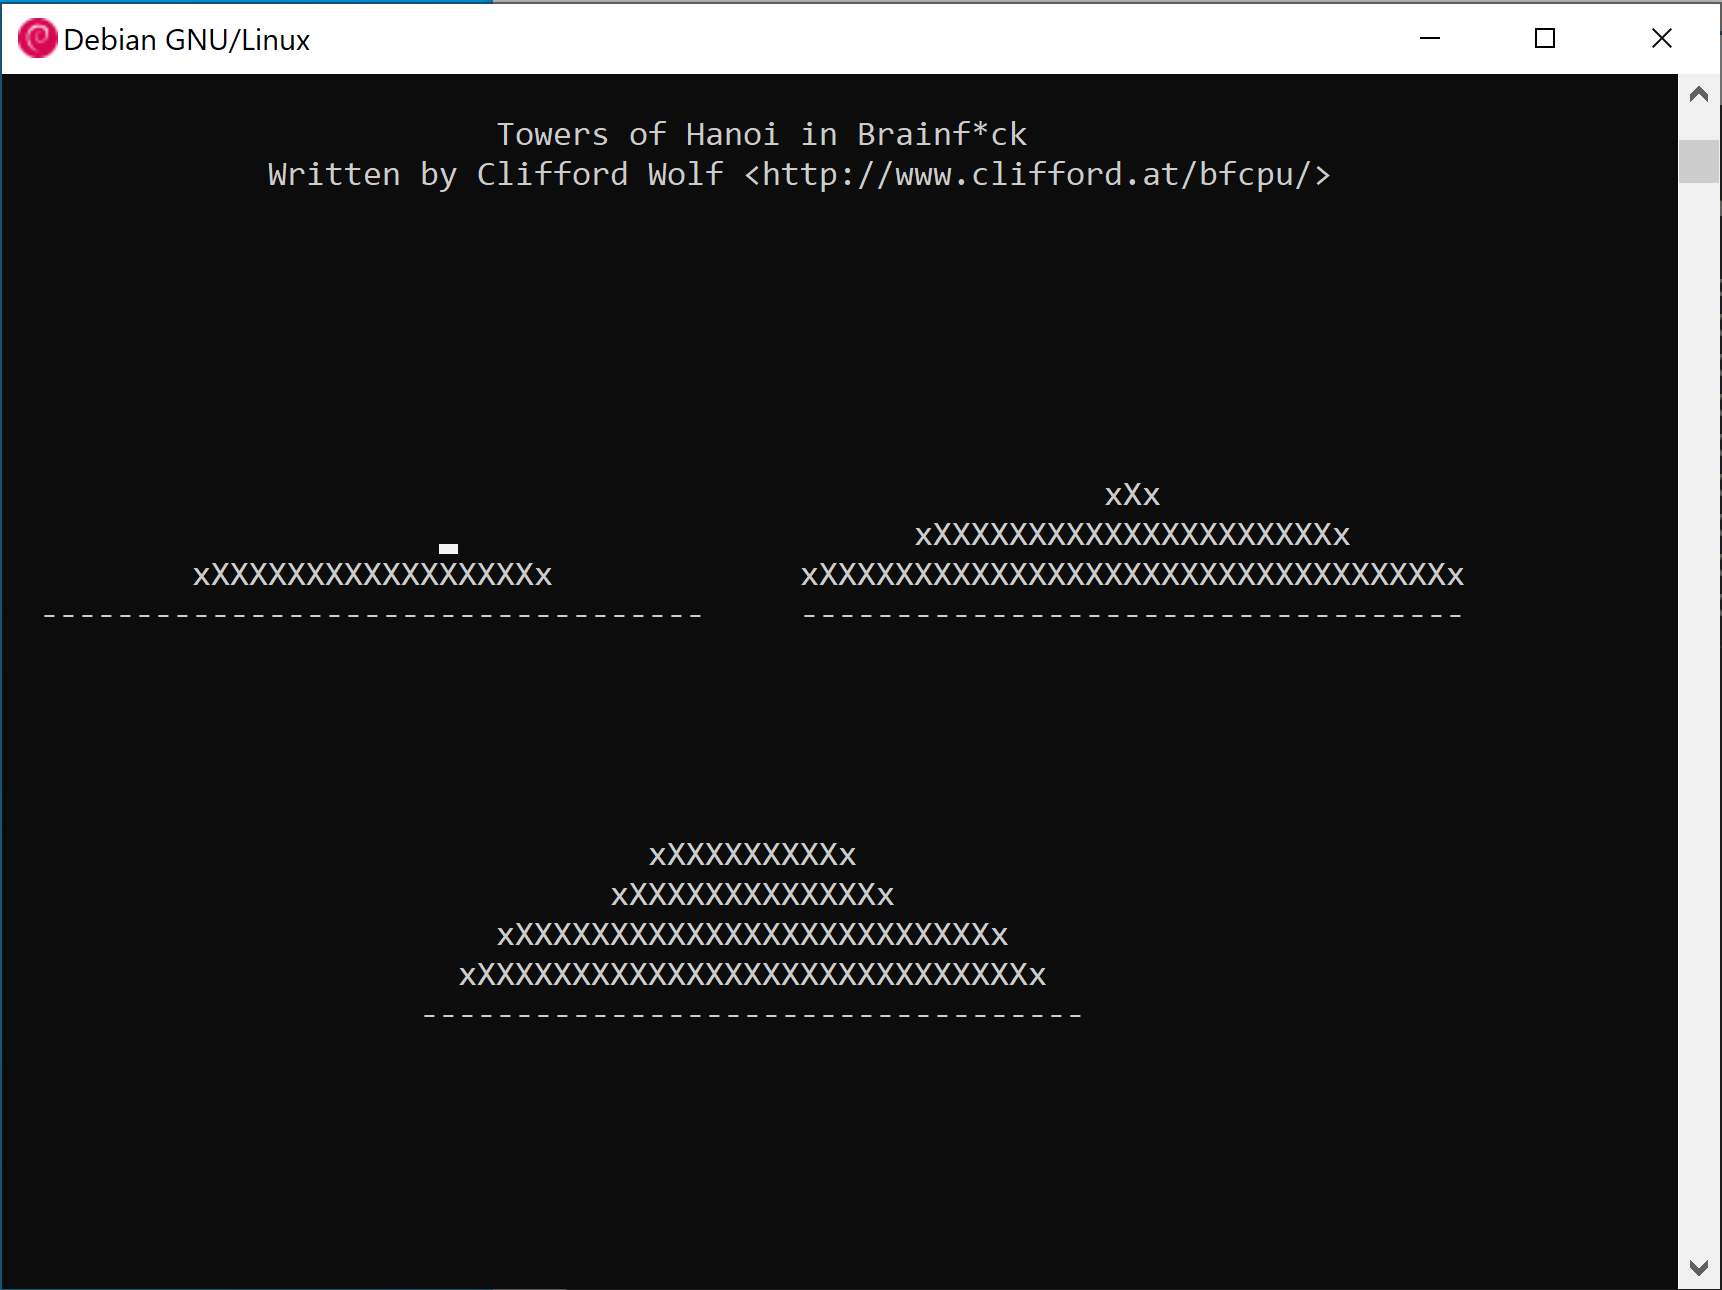 Debian GNU/Linux
Towers of Hanoi in Brainf*ck
Written by Clifford Wolf <http://www.clifford.at/bfcpu/>
xXx
xXXXXXXXXXXXXXXXXXXXXXx
xXXXXXXXXXXXXXXXXXx xXXXXXXXXXXXXXXXXXXXXXXXXXXXXXXXXXx
----------------------------------- -----------------------------------
xXXXXXXXXXx
xXXXXXXXXXXXXXx
xXXXXXXXXXXXXXXXXXXXXXXXXXx
xXXXXXXXXXXXXXXXXXXXXXXXXXXXXXx
-----------------------------------